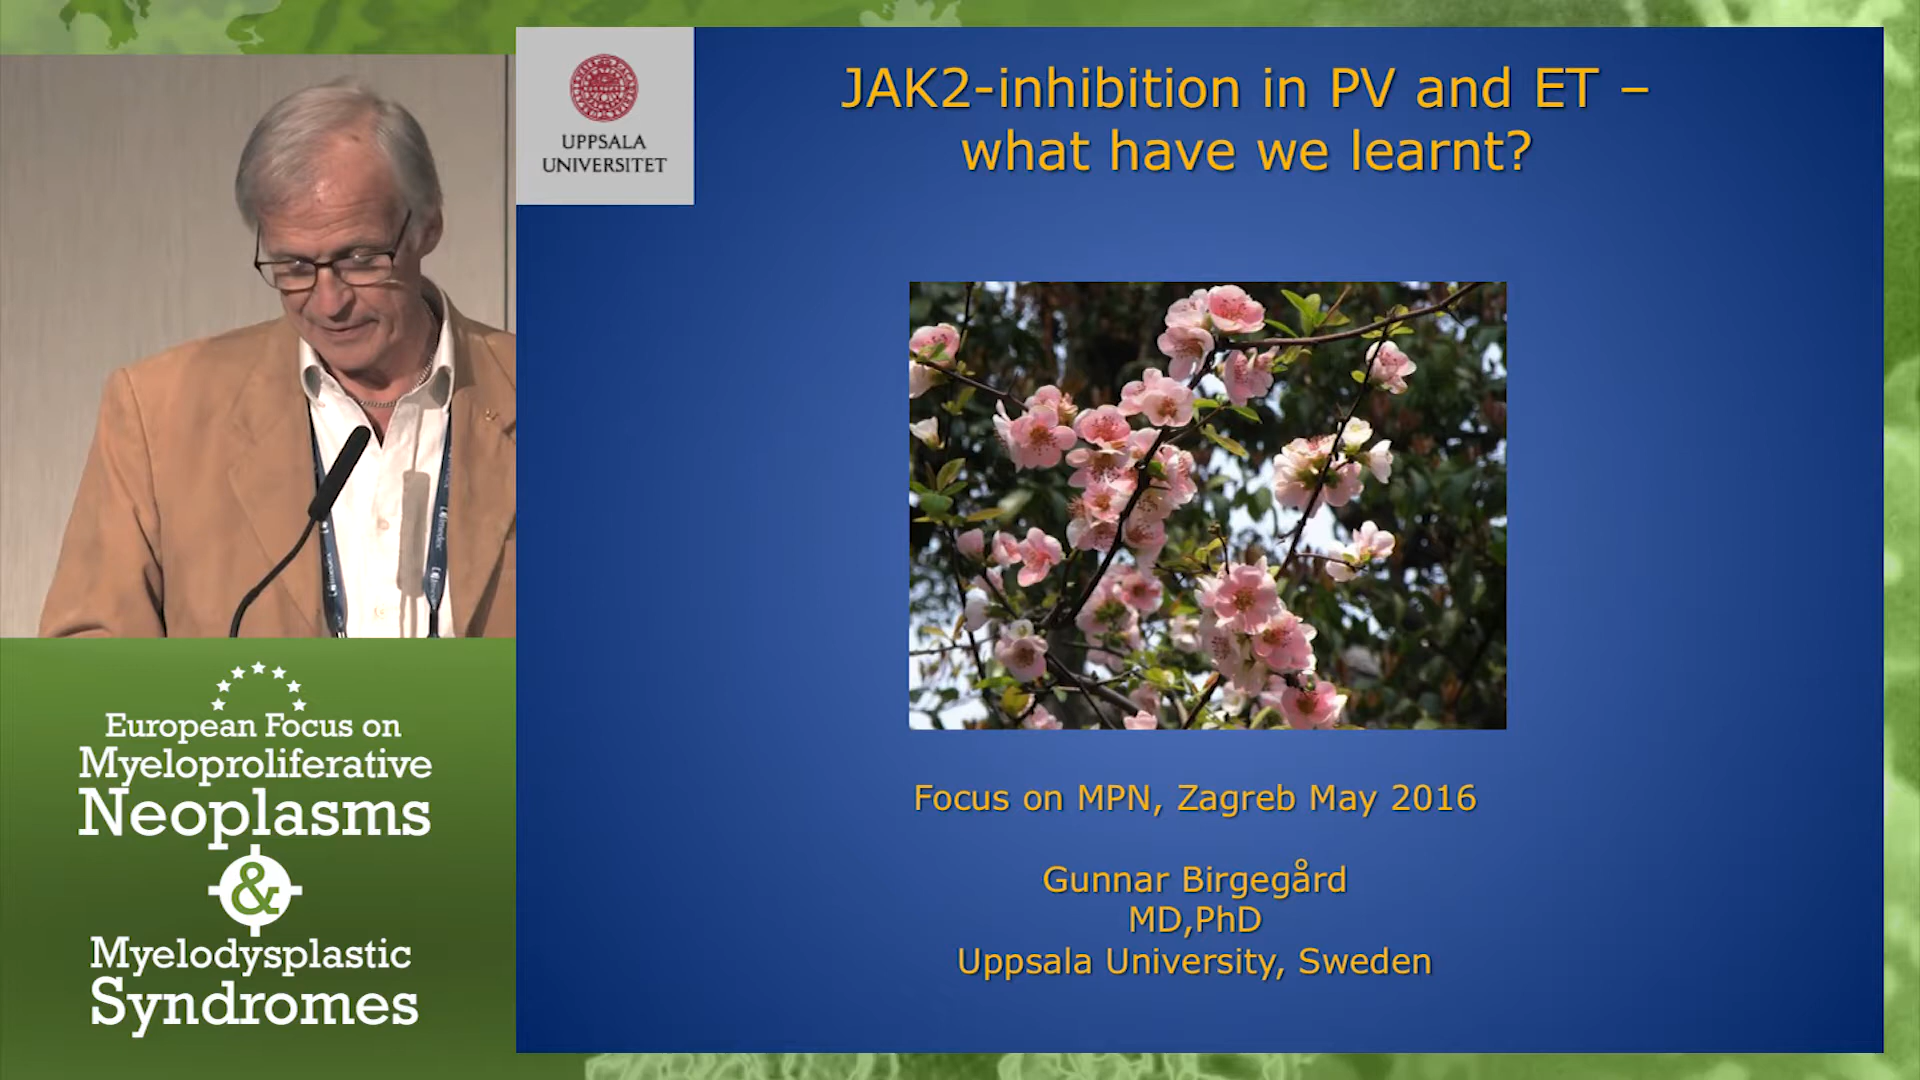 UPPSALA
UNIVERSITET
JAK2-inhibition in PV and ET –
what have we learnt?
Focus on MPN, Zagreb May 2016
Gunnar Birgegård
MD,PhD
Uppsala University, Sweden
European Focus on
Myeloproliferative
Neoplasms
&
Myelodysplastic
Syndromes